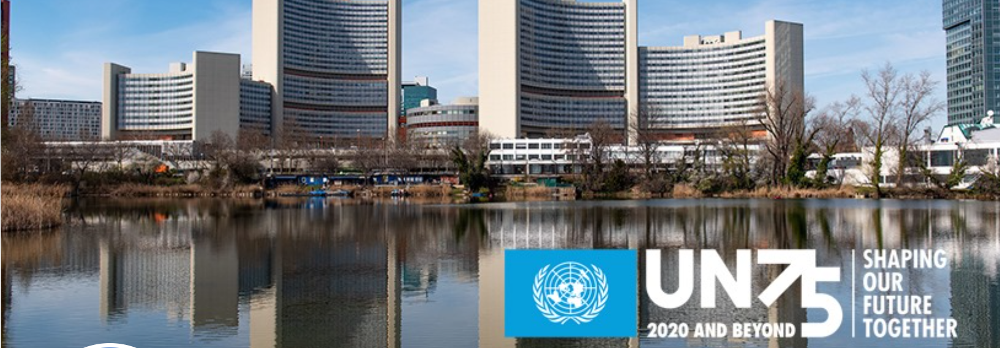 UN75
2020 AND BEYOND
SHAPING
OUR
FUTURE
TOGETHER